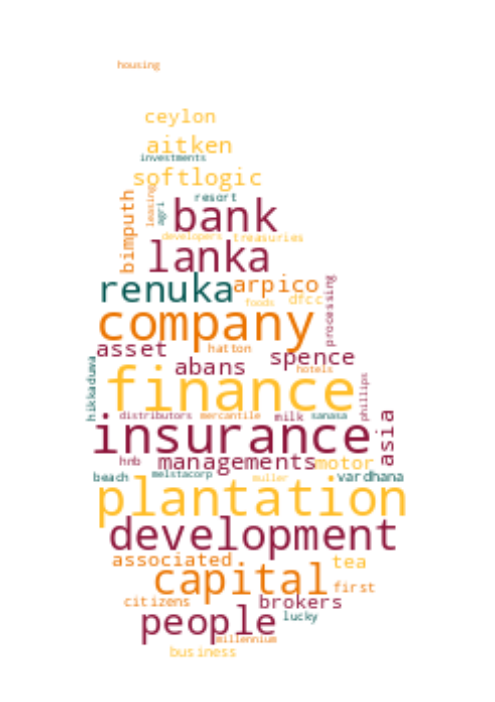 housing
ceylon
aitken
investments
softlogic
leasing
agri
resort
bimputh
bank
developers
treasuries
lanka
renuka
arpico
foods
dfcc
processing
company
asset
hatton
abans
spence
hotels
hikkaduwa
finance
phillips
distributors
mercantile
milk
sanasa
insurance
asia
hnb
managements
motor
beach
melstacorp
muller
vardhana
plantation
development
associated
tea
capital
first
citizens
brokers
people
lucky
millennium
business